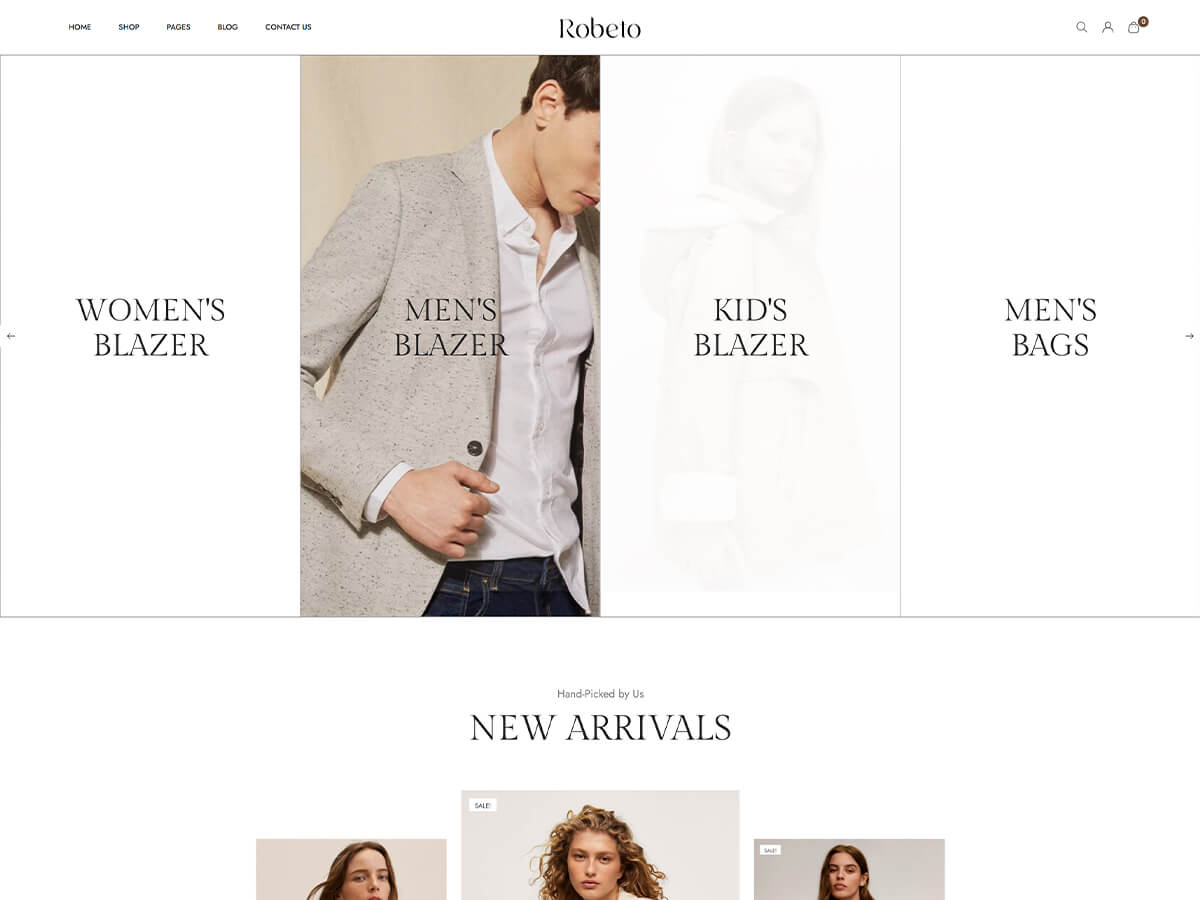 HOME SHOP PAGES BLOG CONTACT US Robeto 0
WOMEN'S
BLAZER
MEN'S
BLAZER
KID'S
BLAZER
MEN'S
BAGS
Hand-Picked by Us
NEW ARRIVALS
SALE!
SALE!